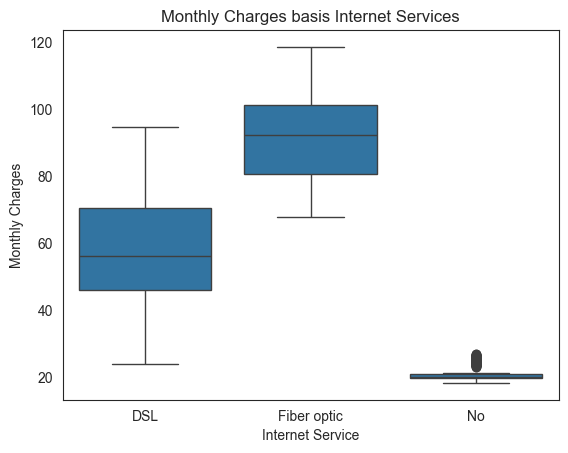 Monthly Charges basis Internet Services
120
100
80
60
40
20
Monthly Charges
DSL
Fiber optic
No
Internet Service